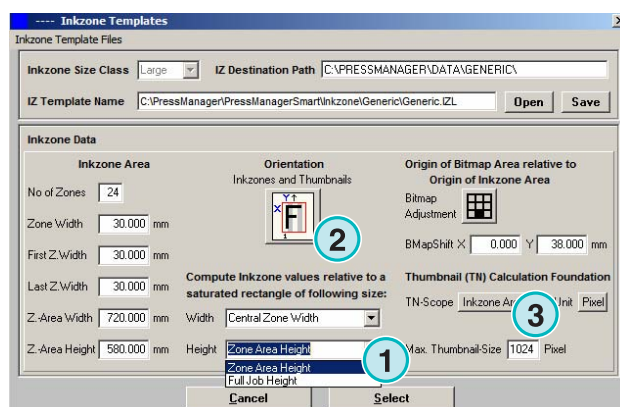 ---- Inkzone Templates
Inkzone Template Files
Inkzone Size Class Large IZ Destination Path C:\PRESSMANAGER\DATA\GENERIC\
IZ Template Name C:\PressManager\PressManagerSmart\Inkzone\Generic\Generic.IZL Open Save
Inkzone Data
Inkzone Area
No of Zones 24
Zone Width 30.000 mm
First Z.Width 30.000 mm
Last Z.Width 30.000 mm
Z.-Area Width 720.000 mm
Z.-Area Height 580.000 mm
Orientation
Inkzones and Thumbnails
Y
X F
1
2
Compute Inkzone values relative to a
saturated rectangle of following size:
Width Central Zone Width
Height Zone Area Height
Zone Area Height
Full Job Height
1
Origin of Bitmap Area relative to
Origin of Inkzone Area
Bitmap
Adjustment
BMapShift X 0.000 Y 38.000 mm
Thumbnail (TN) Calculation Foundation
TN-Scope Inkzone Unit Pixel
3
Max. Thumbnail-Size 1024 Pixel
Cancel Select